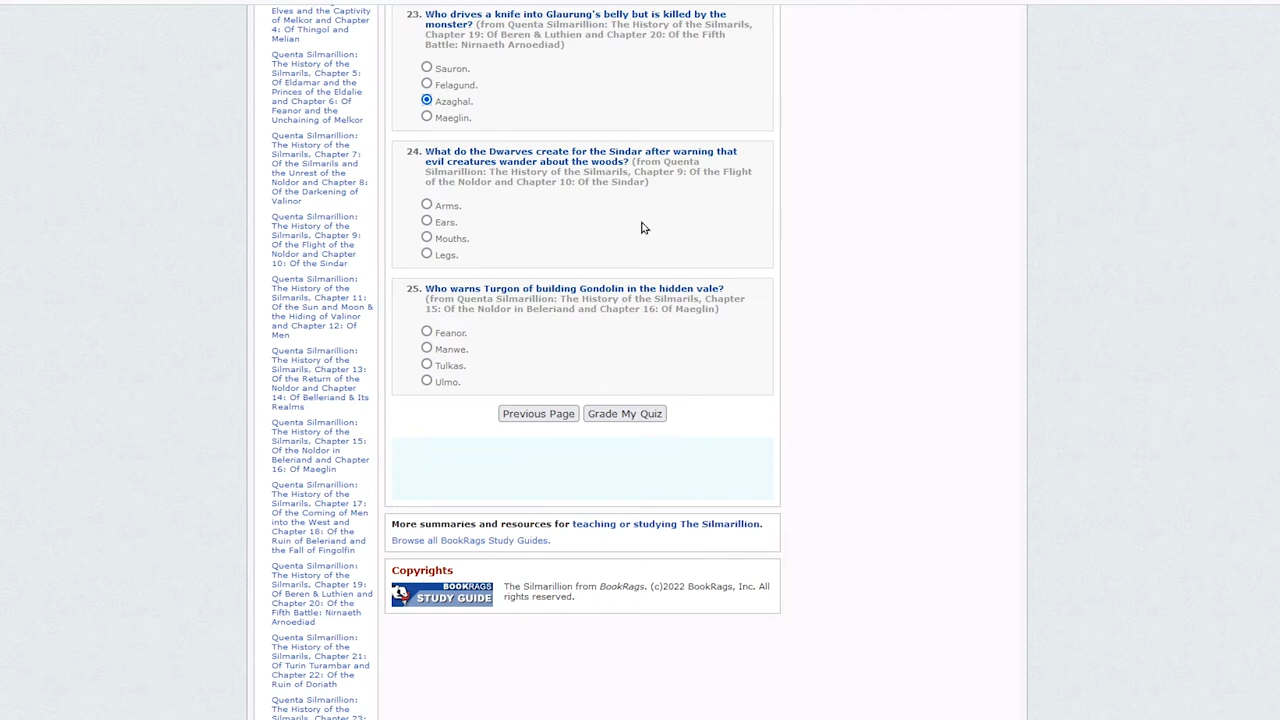 Elves and the Captivity
of Melkor and Chapter
4: Of Thingol and
Melian
Quenta Silmarillion:
The History of the
Silmarils, Chapter 5:
Of Eldamar and the
Princes of the Eldalie
and Chapter 6: Of
Feanor and the
Unchaining of Melkor
Quenta Silmarillion:
The History of the
Silmarils, Chapter 7:
Of the Silmarils and
the Unrest of the
Noldor and Chapter 8:
Of the Darkening of
Valinor
Quenta Silmarillion:
The History of the
Silmarils, Chapter 9:
Of the Flight of the
Noldor and Chapter
10: Of the Sindar
Quenta Silmarillion:
The History of the
Silmarils, Chapter 11:
Of the Sun and Moon &
the Hiding of Valinor
and Chapter 12: Of
Men
Quenta Silmarillion:
The History of the
Silmarils, Chapter 13:
Of the Return of the
Noldor and Chapter
14: Of Belleriand & Its
Realms
Quenta Silmarillion:
The History of the
Silmarils, Chapter 15:
Of the Noldor in
Beleriand and Chapter
16: Of Maeglin
Quenta Silmarillion:
The History of the
Silmarils, Chapter 17:
Of the Coming of Men
into the West and
Chapter 18: Of the
Ruin of Beleriand and
the Fall of Fingolfin
Quenta Silmarillion:
The History of the
Silmarils, Chapter 19:
Of Beren & Luthien and
Chapter 20: Of the
Fifth Battle: Nirnaeth
Arnoediad
Quenta Silmarillion:
The History of the
Silmarils, Chapter 21:
Of Turin Turambar and
Chapter 22: Of the
Ruin of Doriath
Quenta Silmarillion:
The History of the
Silmarils, Chapter 23:
23. Who drives a knife into Glaurung's belly but is killed by the
monster? (from Quenta Silmarillion: The History of the Silmarils,
Chapter 19: Of Beren & Luthien and Chapter 20: Of the Fifth
Battle: Nirnaeth Arnoediad)
Sauron.
Felagund.
Azaghal.
Maeglin.
24. What do the Dwarves create for the Sindar after warning that
evil creatures wander about the woods? (from Quenta
Silmarillion: The History of the Silmarils, Chapter 9: Of the Flight
of the Noldor and Chapter 10: Of the Sindar)
Arms.
Ears.
Mouths.
Legs.
25. Who warns Turgon of building Gondolin in the hidden vale?
(from Quenta Silmarillion: The History of the Silmarils, Chapter
15: Of the Noldor in Beleriand and Chapter 16: Of Maeglin)
Feanor.
Manwe.
Tulkas.
Ulmo.
Previous Page Grade My Quiz
More summaries and resources for teaching or studying The Silmarillion.
Browse all BookRags Study Guides.
Copyrights
BOOKRAGS
STUDY GUIDE
The Silmarillion from BookRags. (c)2022 BookRags, Inc. All
rights reserved.